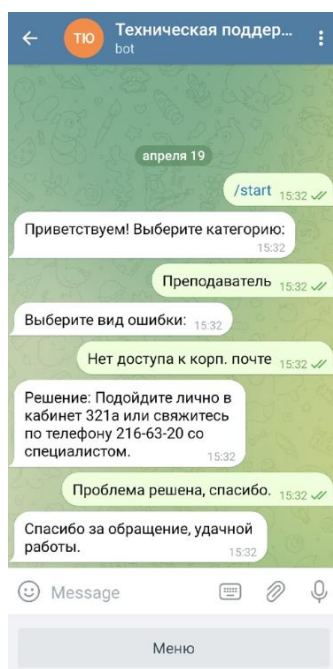 ТЮ
Техническая поддер...
bot
апреля 19
/start 15:32
Приветствуем! Выберите категорию:
15:32
Преподаватель 15:32
Выберите вид ошибки: 15:32
Нет доступа к корп. почте 15:32
Решение: Подойдите лично в
кабинет 321а или свяжитесь
по телефону 216-63-20 со
специалистом. 15:32
Проблема решена, спасибо. 15:32
Спасибо за обращение, удачной
работы. 15:32
Message
Меню